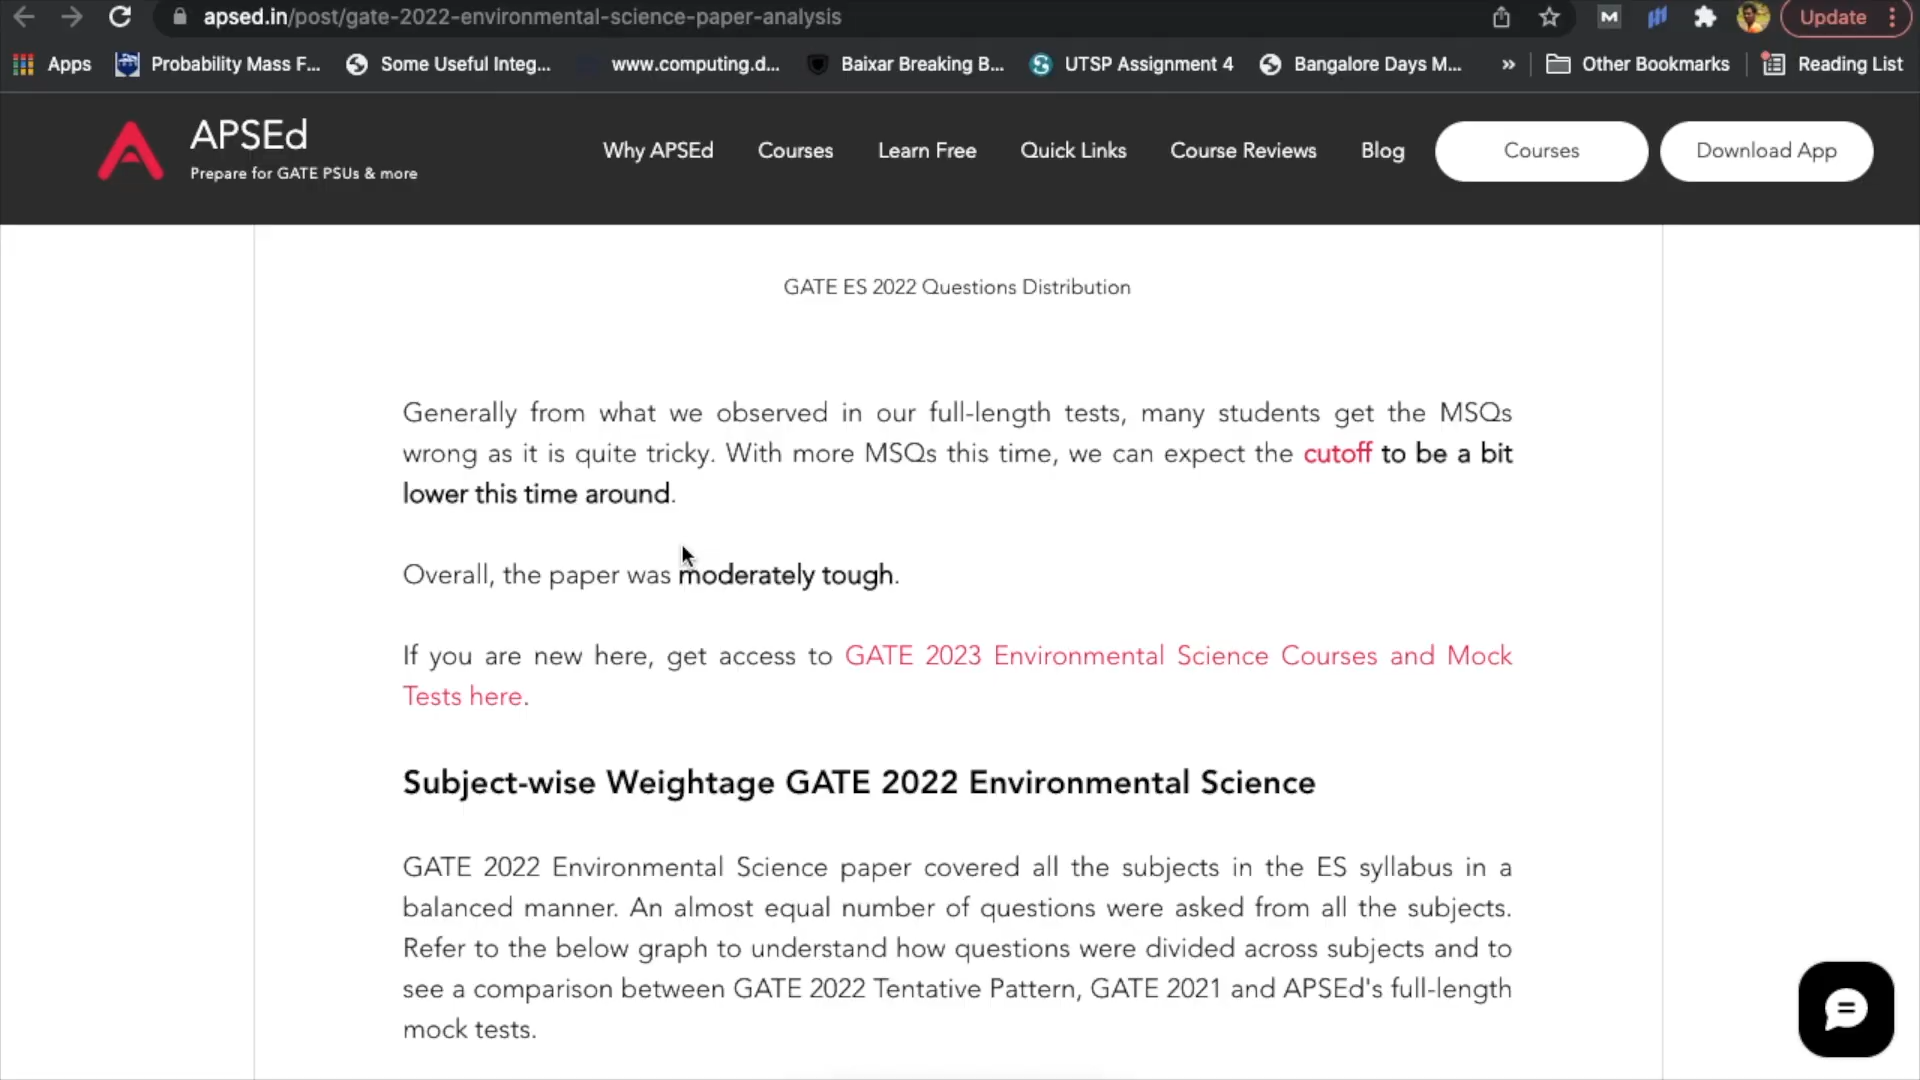 apsed.in/post/gate-2022-environmental-science-paper-analysis
M
Update
Apps
Probability Mass F...
Some Useful Integ...
www.computing.d...
Baixar Breaking B...
UTSP Assignment 4
Bangalore Days M...
»
Other Bookmarks
Reading List
APSEd
Prepare for GATE PSUs & more
Why APSEd
Courses
Learn Free
Quick Links
Course Reviews
Blog
Courses
Download App
GATE ES 2022 Questions Distribution
Generally from what we observed in our full-length tests, many students get the MSQs
wrong as it is quite tricky. With more MSQs this time, we can expect the cutoff to be a bit
lower this time around.
Overall, the paper was moderately tough.
If you are new here, get access to GATE 2023 Environmental Science Courses and Mock
Tests here.
Subject-wise Weightage GATE 2022 Environmental Science
GATE 2022 Environmental Science paper covered all the subjects in the ES syllabus in a
balanced manner. An almost equal number of questions were asked from all the subjects.
Refer to the below graph to understand how questions were divided across subjects and to
see a comparison between GATE 2022 Tentative Pattern, GATE 2021 and APSEd's full-length
mock tests.